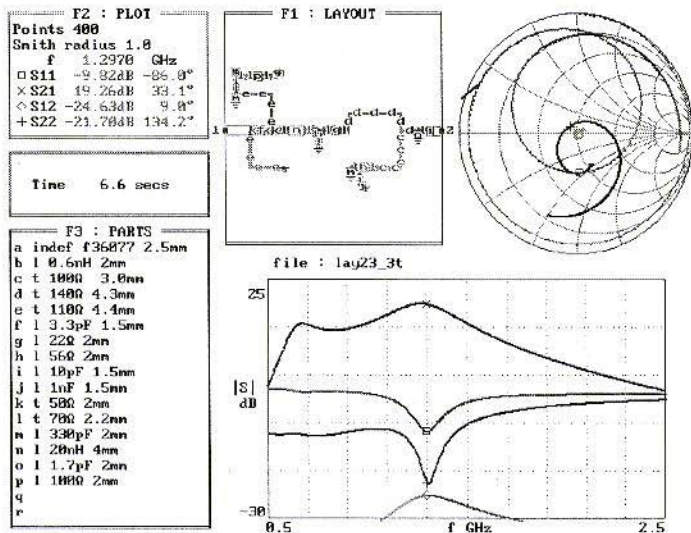 F2 : PLOT
Points 400
Smith radius 1.0
f 1.2970 GHz
□ S11 -9.82dB -86.0°
× S21 19.26dB 33.1°
◇ S12 -24.63dB 9.0°
+ S22 -21.70dB 134.2°
Time 6.6 secs
F3 : PARTS
a indef f36077 2.5mm
b l 0.6nH 2mm
c t 100Ω 3.0mm
d t 140Ω 4.3mm
e t 110Ω 4.4mm
f l 3.3pF 1.5mm
g l 22Ω 2mm
h l 56Ω 2mm
i l 10pF 1.5mm
j l 1nF 1.5mm
k t 50Ω 2mm
l t 70Ω 2.2mm
m l 330pF 2mm
n l 20nH 4mm
o l 1.7pF 2mm
p l 100Ω 2mm
q
r
F1 : LAYOUT
1
2
file : lay23_3t
25
|S|
dB
-30
0.5 f GHz 2.5